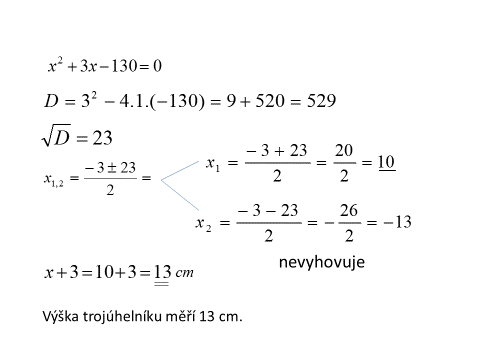 x² + 3x − 130 = 0
D = 3² − 4.1.(−130) = 9 + 520 = 529
√D = 23
x₁,₂ = (−3 ± 23)/2 =
x₁ = (−3 + 23)/2 = 20/2 = 10
x₂ = (−3 − 23)/2 = −26/2 = −13
nevyhovuje
x + 3 = 10 + 3 = 13 cm
Výška trojúhelníku měří 13 cm.